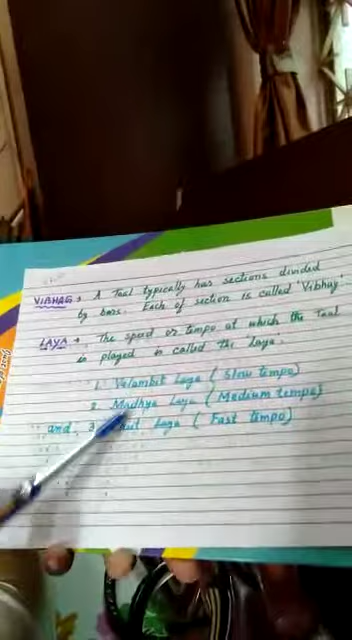 VIBHAG → A Taal typically has sections divided
by bars. Each of section is called 'Vibhag'
LAYA → The speed or tempo at which the Taal
is played is called the Laya.
1. Velambit Laya ( Slow tempo)
2. Madhya Laya ( Medium tempo)
and, 3. Laya ( Fast tempo)